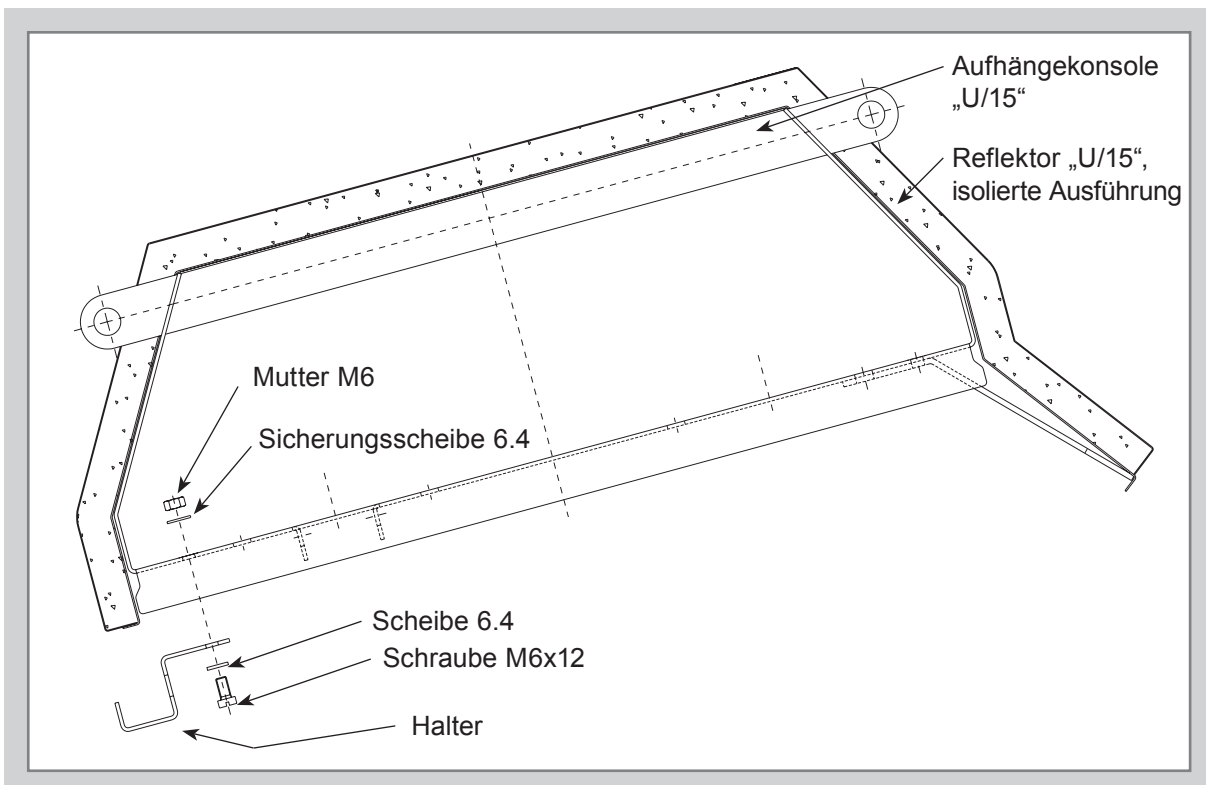 Aufhängekonsole
„U/15“
Reflektor „U/15“,
isolierte Ausführung
Mutter M6
Sicherungsscheibe 6.4
Scheibe 6.4
Schraube M6x12
Halter